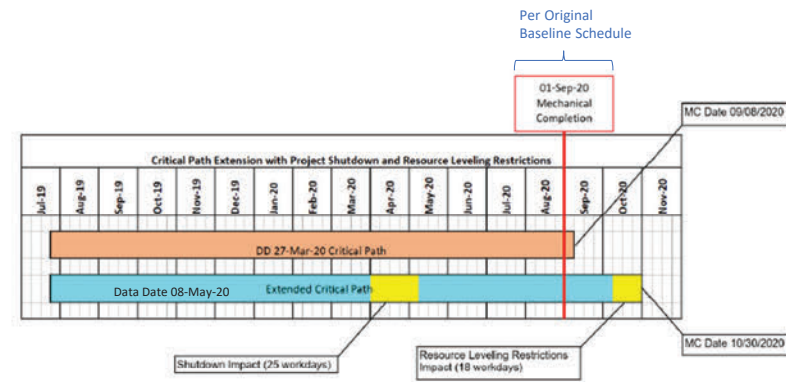 Per Original
Baseline Schedule
01-Sep-20
Mechanical
Completion
MC Date 09/08/2020
Critical Path Extension with Project Shutdown and Resource Leveling Restrictions
Jul-19
Aug-19
Sep-19
Oct-19
Nov-19
Dec-19
Jan-20
Feb-20
Mar-20
Apr-20
May-20
Jun-20
Jul-20
Aug-20
Sep-20
Oct-20
Nov-20
DD 27-Mar-20 Critical Path
Data Date 08-May-20 Extended Critical Path
MC Date 10/30/2020
Shutdown Impact (25 workdays)
Resource Leveling Restrictions
Impact (18 workdays)